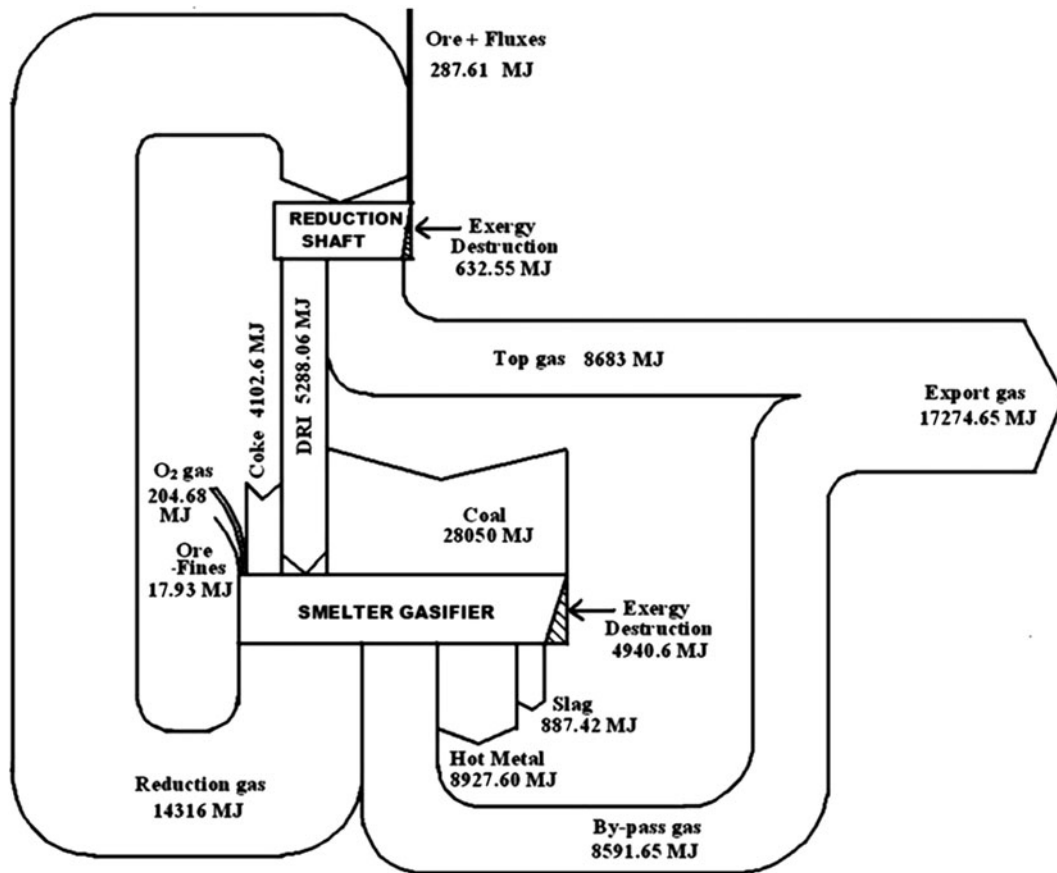 Ore + Fluxes
287.61 MJ
REDUCTION
SHAFT
Exergy
Destruction
632.55 MJ
Coke 4102.6 MJ
DRI 5288.06 MJ
Top gas 8683 MJ
Export gas
17274.65 MJ
O₂ gas
204.68
MJ
Ore
-Fines
17.93 MJ
Coal
28050 MJ
SMELTER GASIFIER
Exergy
Destruction
4940.6 MJ
Slag
887.42 MJ
Hot Metal
8927.60 MJ
Reduction gas
14316 MJ
By-pass gas
8591.65 MJ